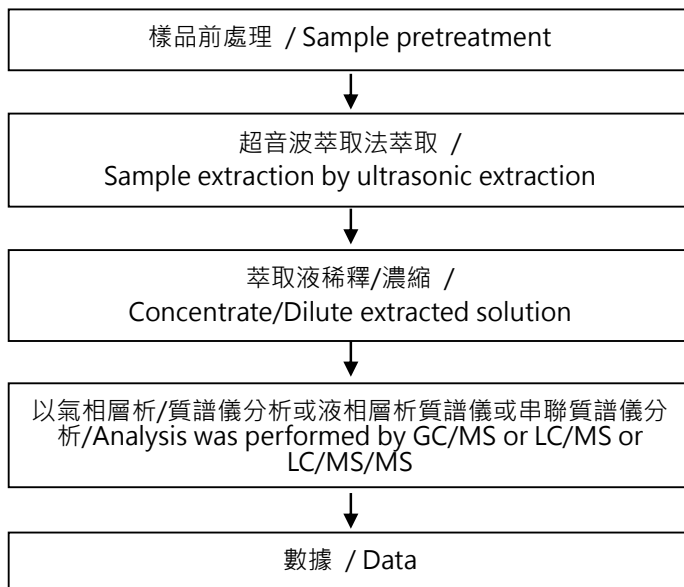 樣品前處理 / Sample pretreatment
超音波萃取法萃取 /
Sample extraction by ultrasonic extraction
萃取液稀釋/濃縮 /
Concentrate/Dilute extracted solution
以氣相層析/質譜儀分析或液相層析質譜儀或串聯質譜儀分
析/Analysis was performed by GC/MS or LC/MS or
LC/MS/MS
數據 / Data